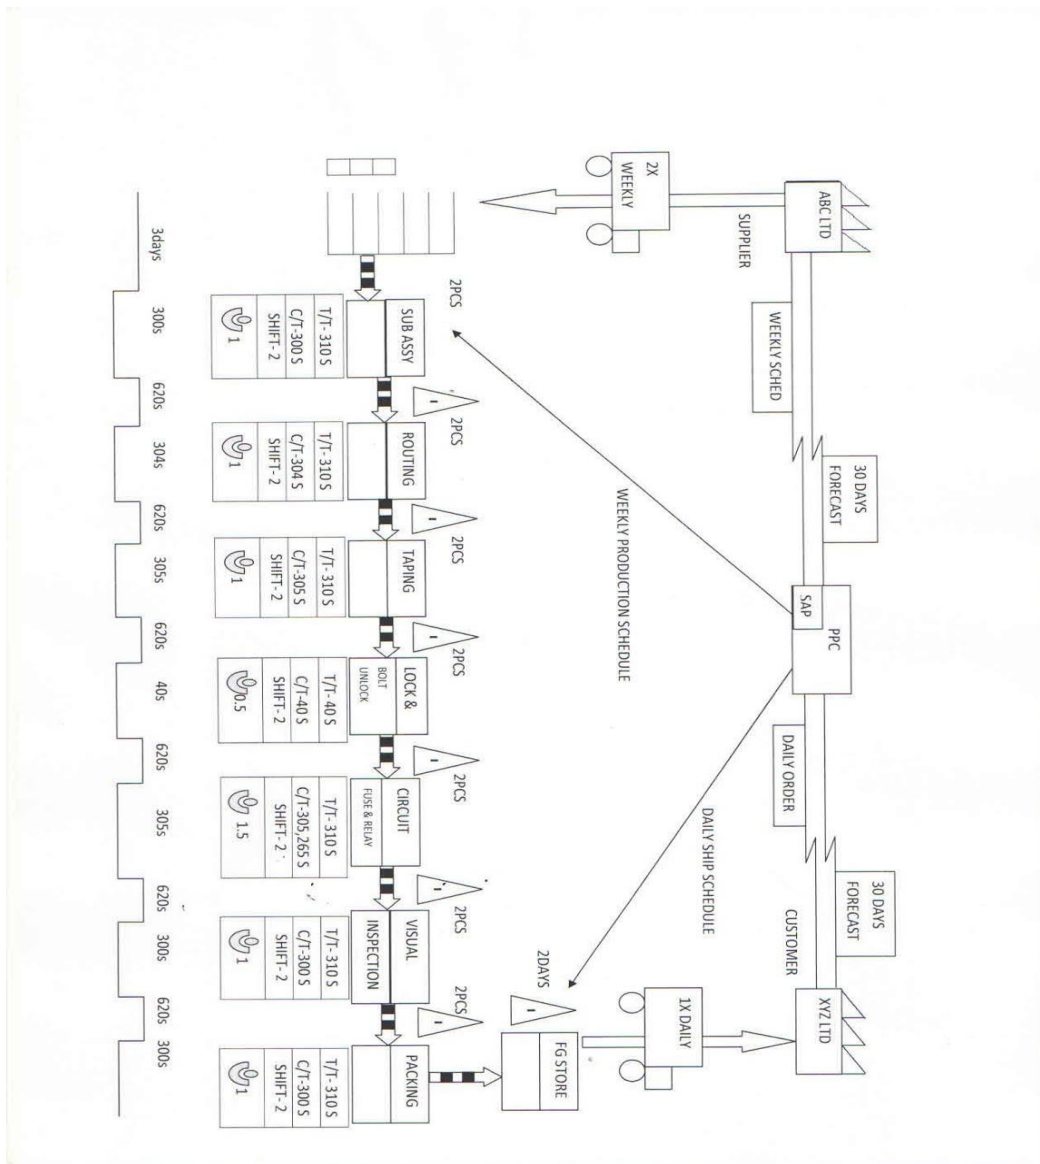 ABC LTD
SUPPLIER
2X
WEEKLY
WEEKLY SCHED
30 DAYS
FORECAST
PPC
SAP
DAILY ORDER
30 DAYS
FORECAST
CUSTOMER
XYZ LTD
1X DAILY
WEEKLY PRODUCTION SCHEDULE
DAILY SHIP SCHEDULE
2DAYS
I
FG STORE
2PCS
2PCS
2PCS
2PCS
2PCS
2PCS
2PCS
I
I
I
I
I
I
SUB ASSY
T/T- 310 S
C/T-300 S
SHIFT- 2
1
ROUTING
T/T- 310 S
C/T-304 S
SHIFT- 2
1
TAPING
T/T- 310 S
C/T-305 S
SHIFT- 2
1
LOCK &
BOLT
UNLOCK
T/T- 40 S
C/T-40 S
SHIFT- 2
0.5
CIRCUIT
FUSE & RELAY
T/T- 310 S
C/T-305,265 S
SHIFT- 2
1.5
VISUAL
INSPECTION
T/T- 310 S
C/T-300 S
SHIFT- 2
1
PACKING
T/T- 310 S
C/T-300 S
SHIFT- 2
1
3days
300s
620s
304s
620s
305s
620s
40s
620s
305s
620s
300s
620s
300s